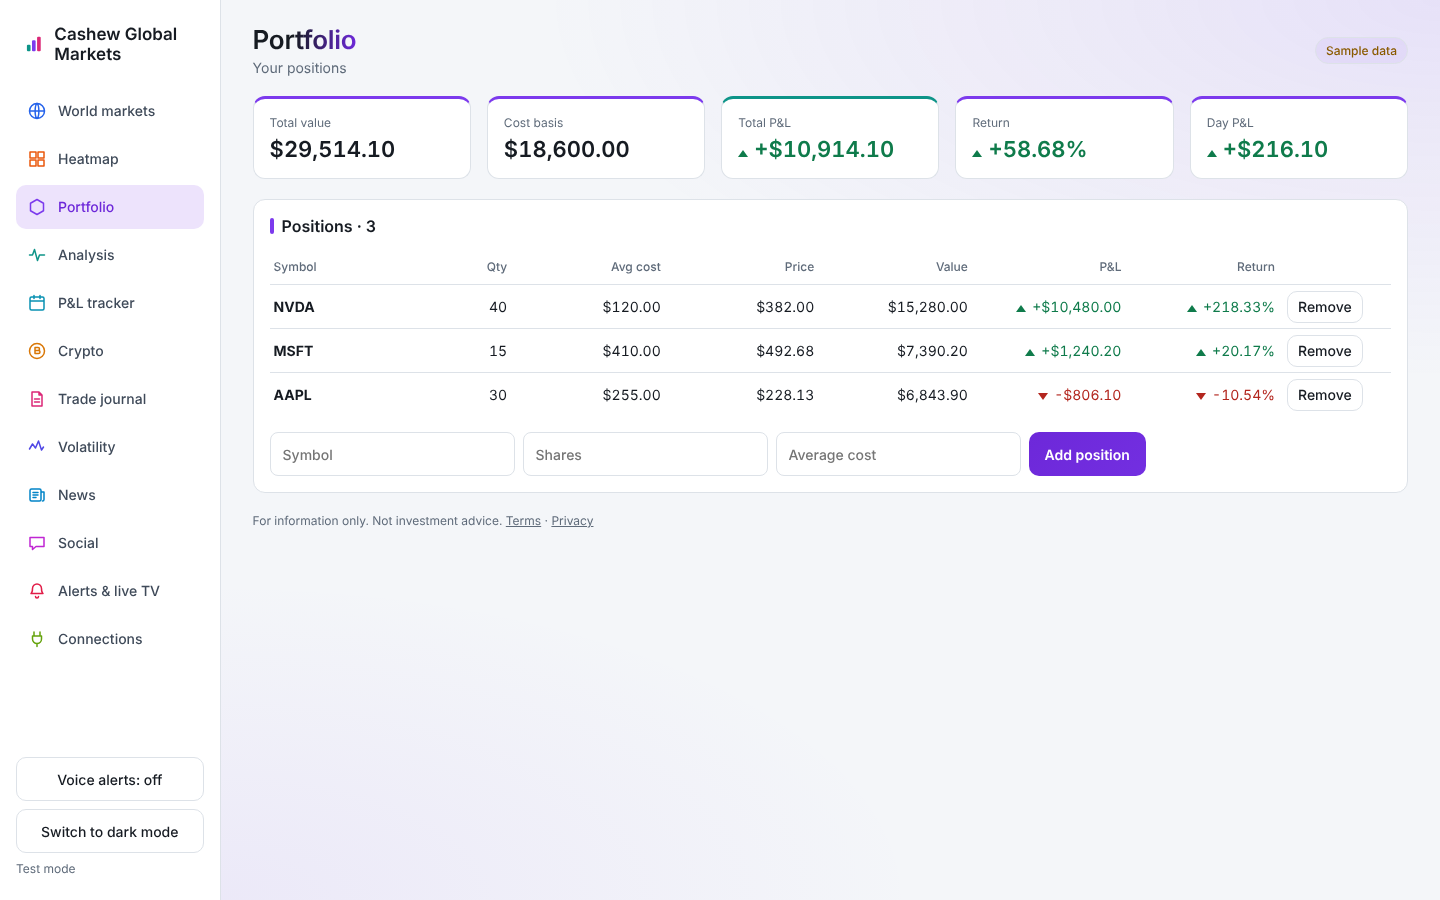 Cashew Global
Markets
World markets
Heatmap
Portfolio
Analysis
P&L tracker
Crypto
Trade journal
Volatility
News
Social
Alerts & live TV
Connections
Voice alerts: off
Switch to dark mode
Test mode
Portfolio
Your positions
Sample data
Total value
$29,514.10
Cost basis
$18,600.00
Total P&L
▲ +$10,914.10
Return
▲ +58.68%
Day P&L
▲ +$216.10
Positions · 3
Symbol Qty Avg cost Price Value P&L Return
NVDA 40 $120.00 $382.00 $15,280.00 ▲ +$10,480.00 ▲ +218.33% Remove
MSFT 15 $410.00 $492.68 $7,390.20 ▲ +$1,240.20 ▲ +20.17% Remove
AAPL 30 $255.00 $228.13 $6,843.90 ▼ -$806.10 ▼ -10.54% Remove
Symbol Shares Average cost Add position
For information only. Not investment advice. Terms · Privacy